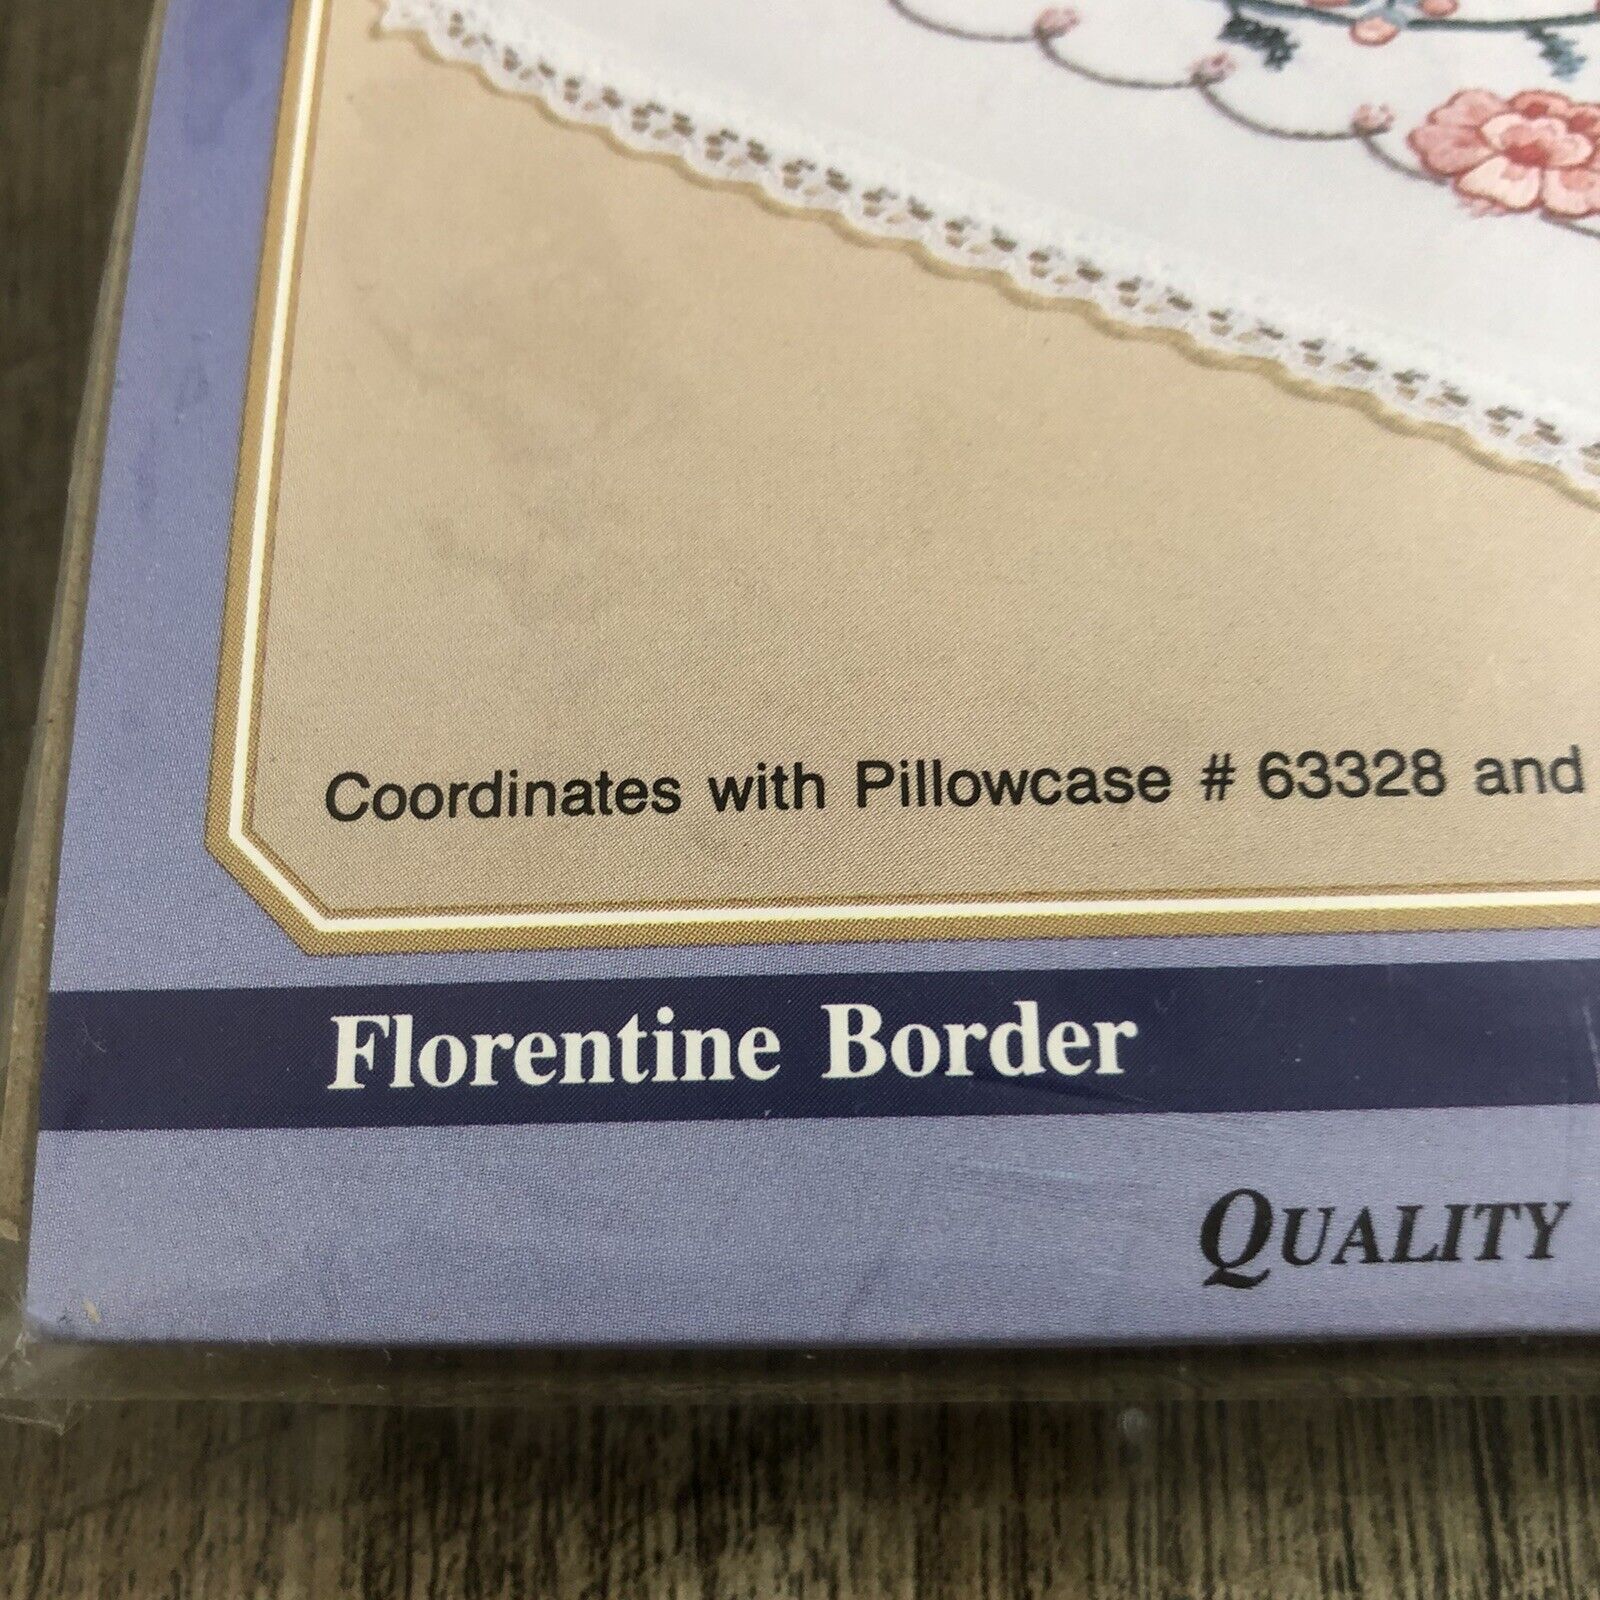 Coordinates with Pillowcase # 63328 and
Florentine Border
QUALITY